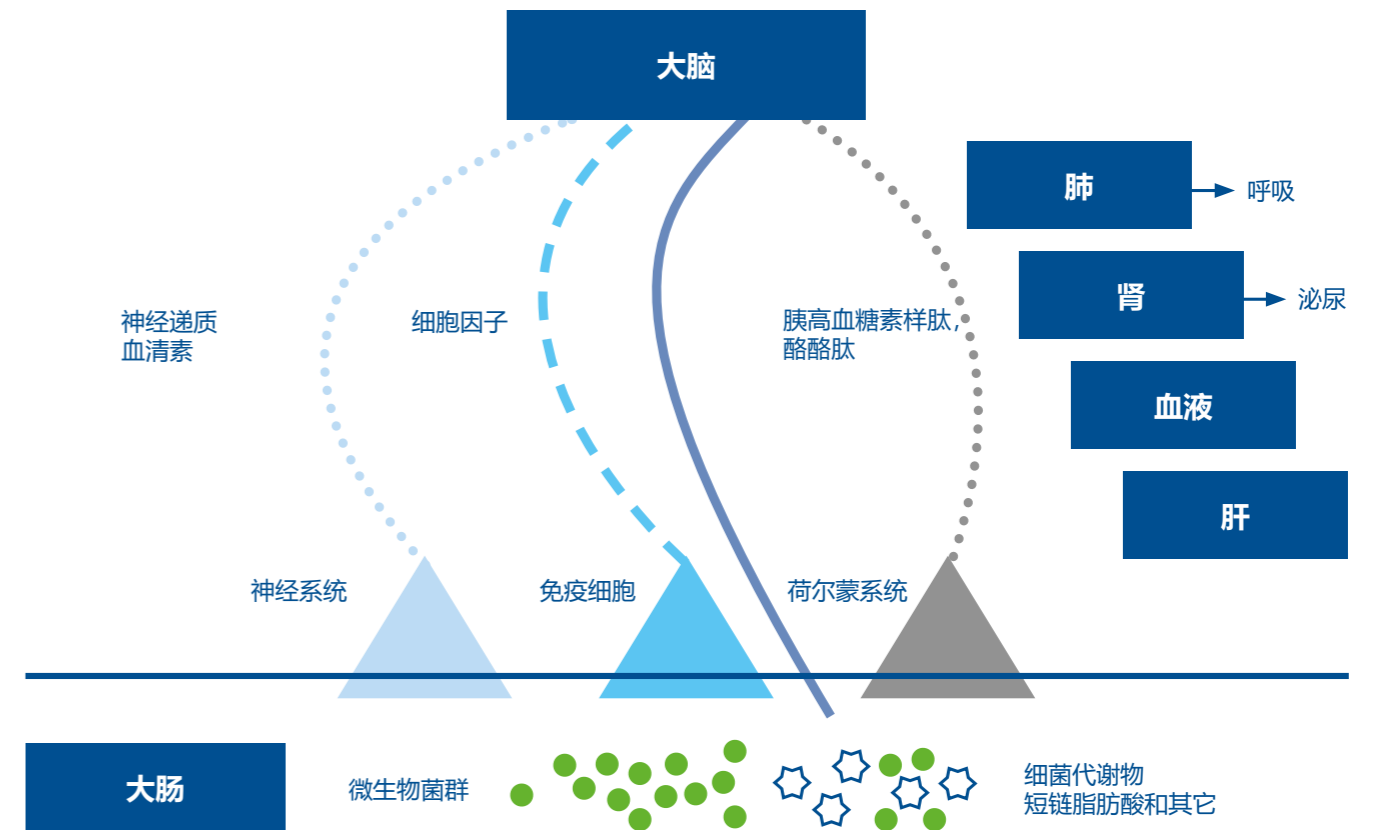 大脑
肺
呼吸
肾
泌尿
神经递质
血清素
细胞因子
胰高血糖素样肽，
酪酪肽
血液
肝
神经系统
免疫细胞
荷尔蒙系统
大肠
微生物菌群
细菌代谢物
短链脂肪酸和其它